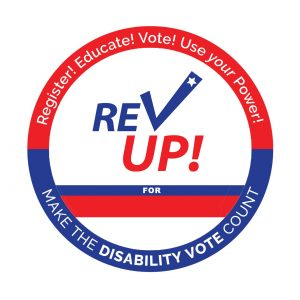 Register! Educate! Vote! Use your Power!
REV
UP!
FOR
MAKE THE DISABILITY VOTE COUNT